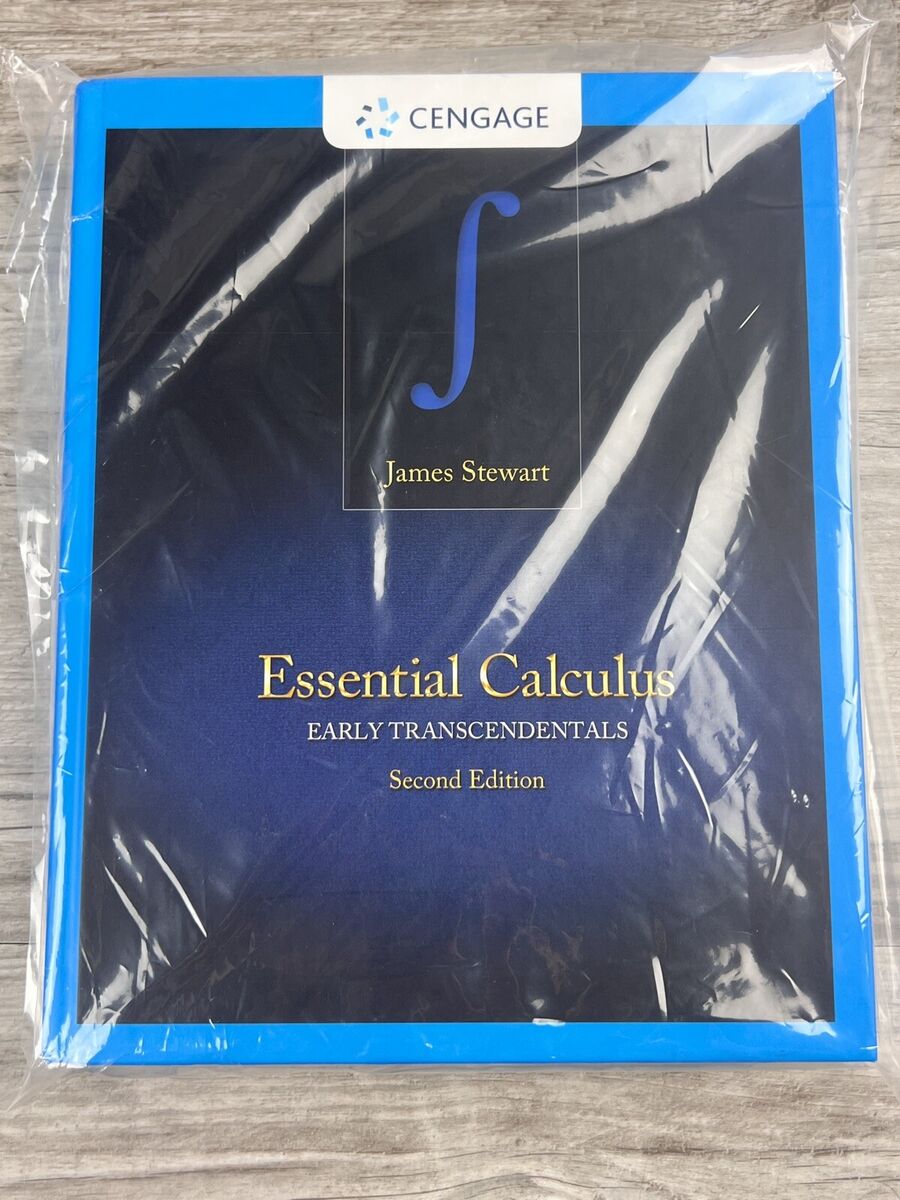 CENGAGE
∫
James Stewart
Essential Calculus
EARLY TRANSCENDENTALS
Second Edition